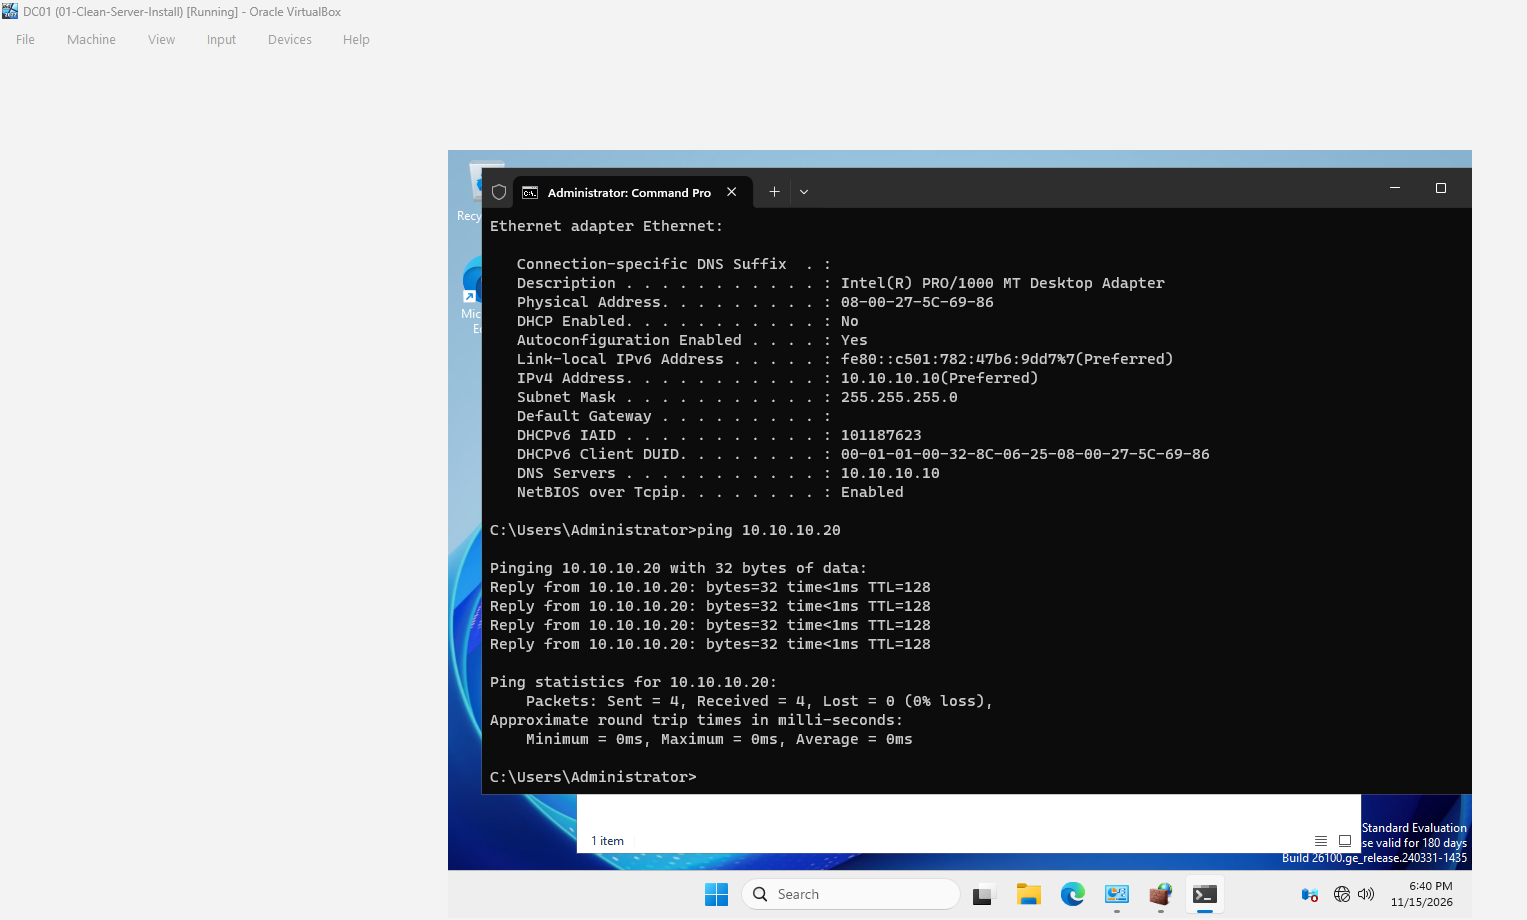 DC01 (01-Clean-Server-Install) [Running] - Oracle VirtualBox
File Machine View Input Devices Help
Administrator: Command Pro
Recy
Mic
Ec
Ethernet adapter Ethernet:
Connection-specific DNS Suffix . :
Description . . . . . . . . . . . : Intel(R) PRO/1000 MT Desktop Adapter
Physical Address. . . . . . . . . : 08-00-27-5C-69-86
DHCP Enabled. . . . . . . . . . . : No
Autoconfiguration Enabled . . . . : Yes
Link-local IPv6 Address . . . . . : fe80::c501:782:47b6:9dd7%7(Preferred)
IPv4 Address. . . . . . . . . . . : 10.10.10.10(Preferred)
Subnet Mask . . . . . . . . . . . : 255.255.255.0
Default Gateway . . . . . . . . . :
DHCPv6 IAID . . . . . . . . . . . : 101187623
DHCPv6 Client DUID. . . . . . . . : 00-01-01-00-32-8C-06-25-08-00-27-5C-69-86
DNS Servers . . . . . . . . . . . : 10.10.10.10
NetBIOS over Tcpip. . . . . . . . : Enabled
C:\Users\Administrator>ping 10.10.10.20
Pinging 10.10.10.20 with 32 bytes of data:
Reply from 10.10.10.20: bytes=32 time<1ms TTL=128
Reply from 10.10.10.20: bytes=32 time<1ms TTL=128
Reply from 10.10.10.20: bytes=32 time<1ms TTL=128
Reply from 10.10.10.20: bytes=32 time<1ms TTL=128
Ping statistics for 10.10.10.20:
Packets: Sent = 4, Received = 4, Lost = 0 (0% loss),
Approximate round trip times in milli-seconds:
Minimum = 0ms, Maximum = 0ms, Average = 0ms
C:\Users\Administrator>
1 item
Standard Evaluation
se valid for 180 days
Build 26100.ge_release.240331-1435
Search
6:40 PM
11/15/2026